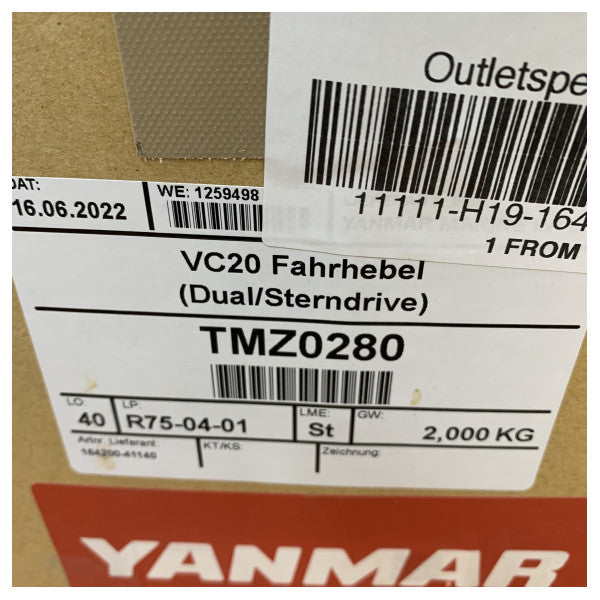 Outletspe
11111-H19-164
1 FROM
DAT:
16.06.2022
WE: 1259498
VC20 Fahrhebel
(Dual/Sterndrive)
TMZ0280
LO:
40
LP:
R75-04-01
LME:
St
GW:
2,000 KG
Artnr Lieferant:
164200-41140
KT/KS:
Zeichnung:
YANMAR